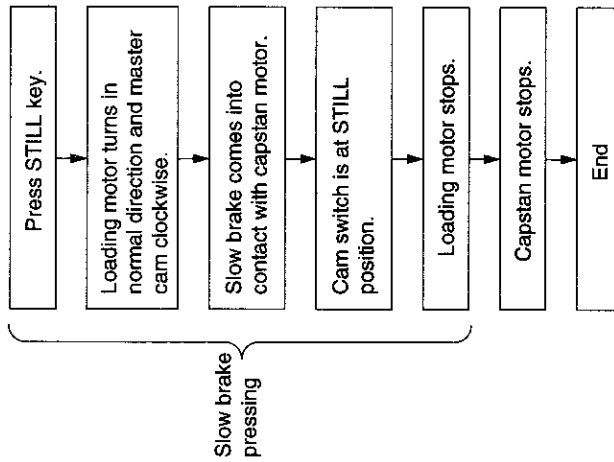 Press STILL key.
Loading motor turns in
normal direction and master
cam clockwise.
Slow brake comes into
contact with capstan motor.
Cam switch is at STILL
position.
Loading motor stops.
Capstan motor stops.
End
Slow brake
pressing